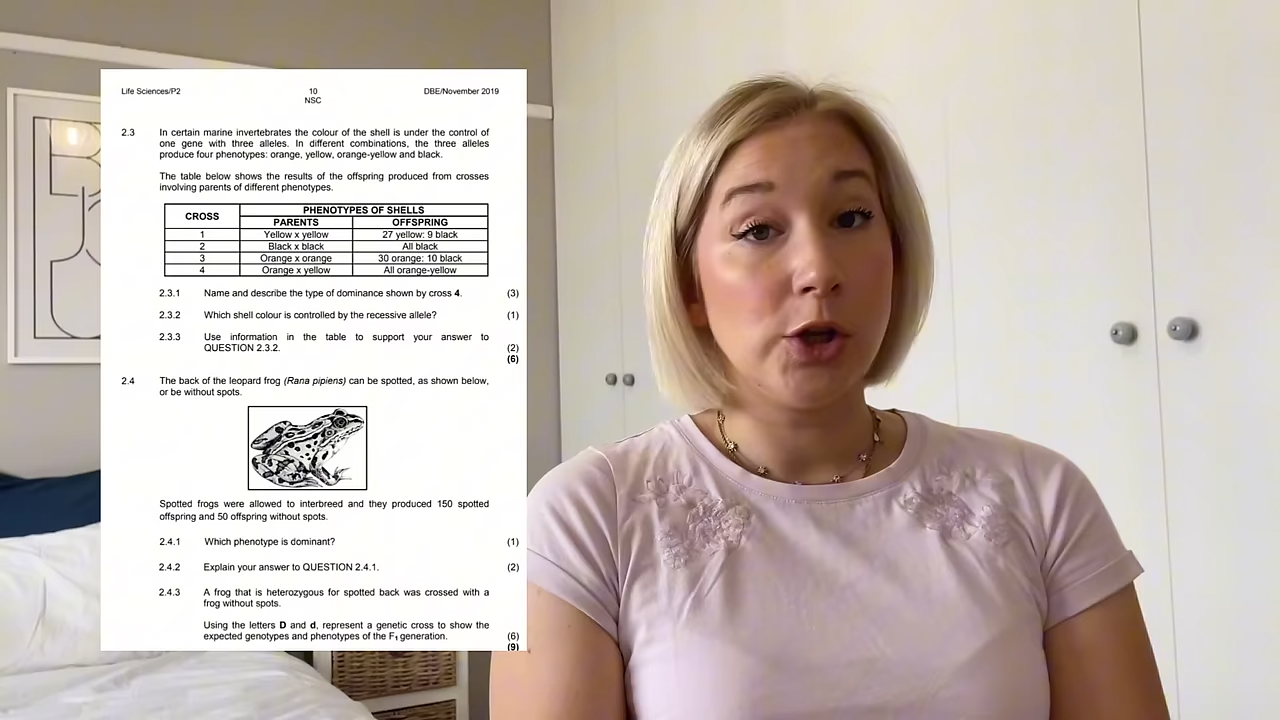 Life Sciences/P2 10 DBE/November 2019
NSC
2.3 In certain marine invertebrates the colour of the shell is under the control of
one gene with three alleles. In different combinations, the three alleles
produce four phenotypes: orange, yellow, orange-yellow and black.
The table below shows the results of the offspring produced from crosses
involving parents of different phenotypes.
CROSS PHENOTYPES OF SHELLS
PARENTS OFFSPRING
1 Yellow x yellow 27 yellow: 9 black
2 Black x black All black
3 Orange x orange 30 orange: 10 black
4 Orange x yellow All orange-yellow
2.3.1 Name and describe the type of dominance shown by cross 4. (3)
2.3.2 Which shell colour is controlled by the recessive allele? (1)
2.3.3 Use information in the table to support your answer to
QUESTION 2.3.2. (2)
(6)
2.4 The back of the leopard frog (Rana pipiens) can be spotted, as shown below,
or be without spots.
Spotted frogs were allowed to interbreed and they produced 150 spotted
offspring and 50 offspring without spots.
2.4.1 Which phenotype is dominant? (1)
2.4.2 Explain your answer to QUESTION 2.4.1. (2)
2.4.3 A frog that is heterozygous for spotted back was crossed with a
frog without spots.
Using the letters D and d, represent a genetic cross to show the
expected genotypes and phenotypes of the F1 generation. (6)
(9)